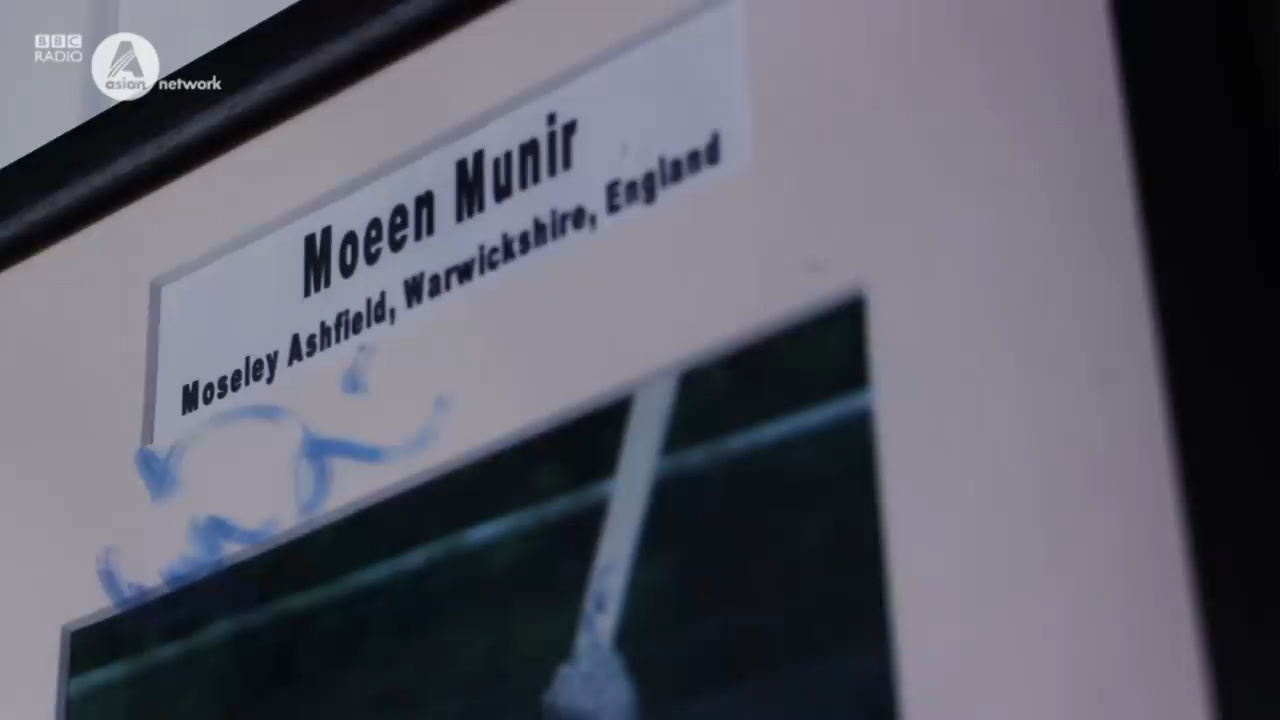 BBC
RADIO
A
asian network
Moeen Munir
Moseley Ashfield, Warwickshire, England